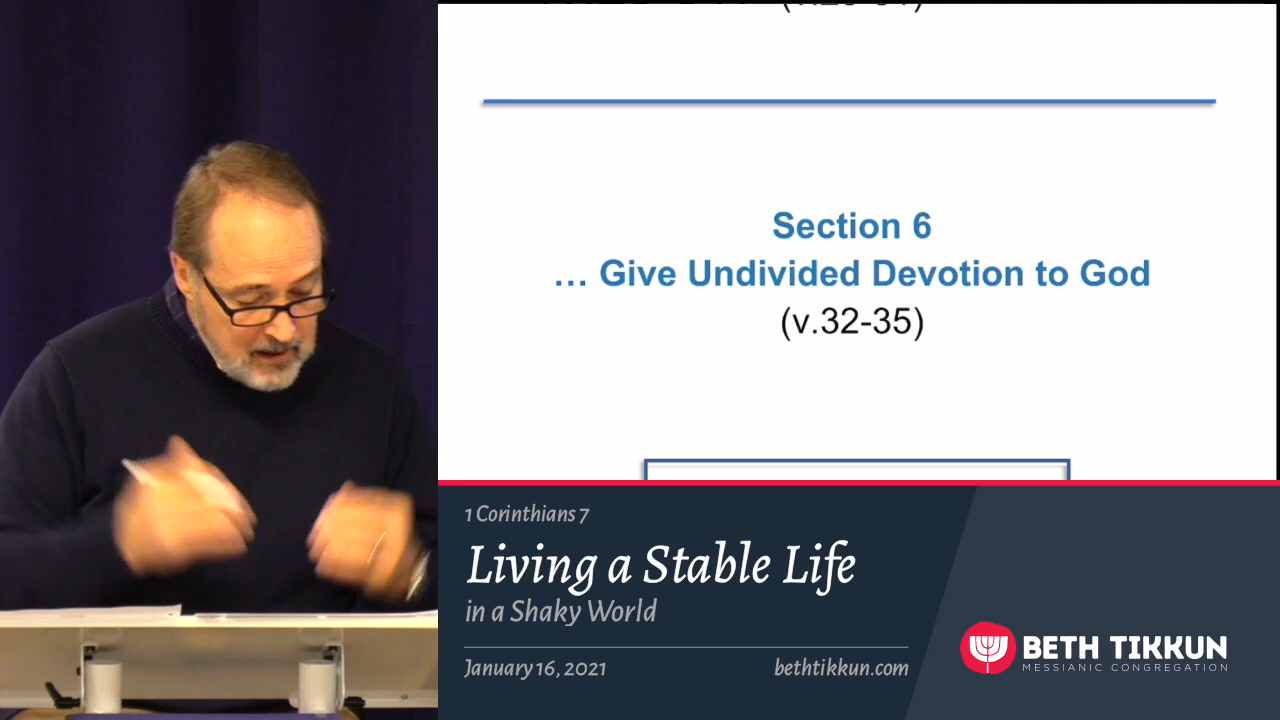 Section 6
… Give Undivided Devotion to God
(v.32-35)
1 Corinthians 7
Living a Stable Life
in a Shaky World
January 16, 2021
bethtikkun.com
BETH TIKKUN
MESSIANIC CONGREGATION